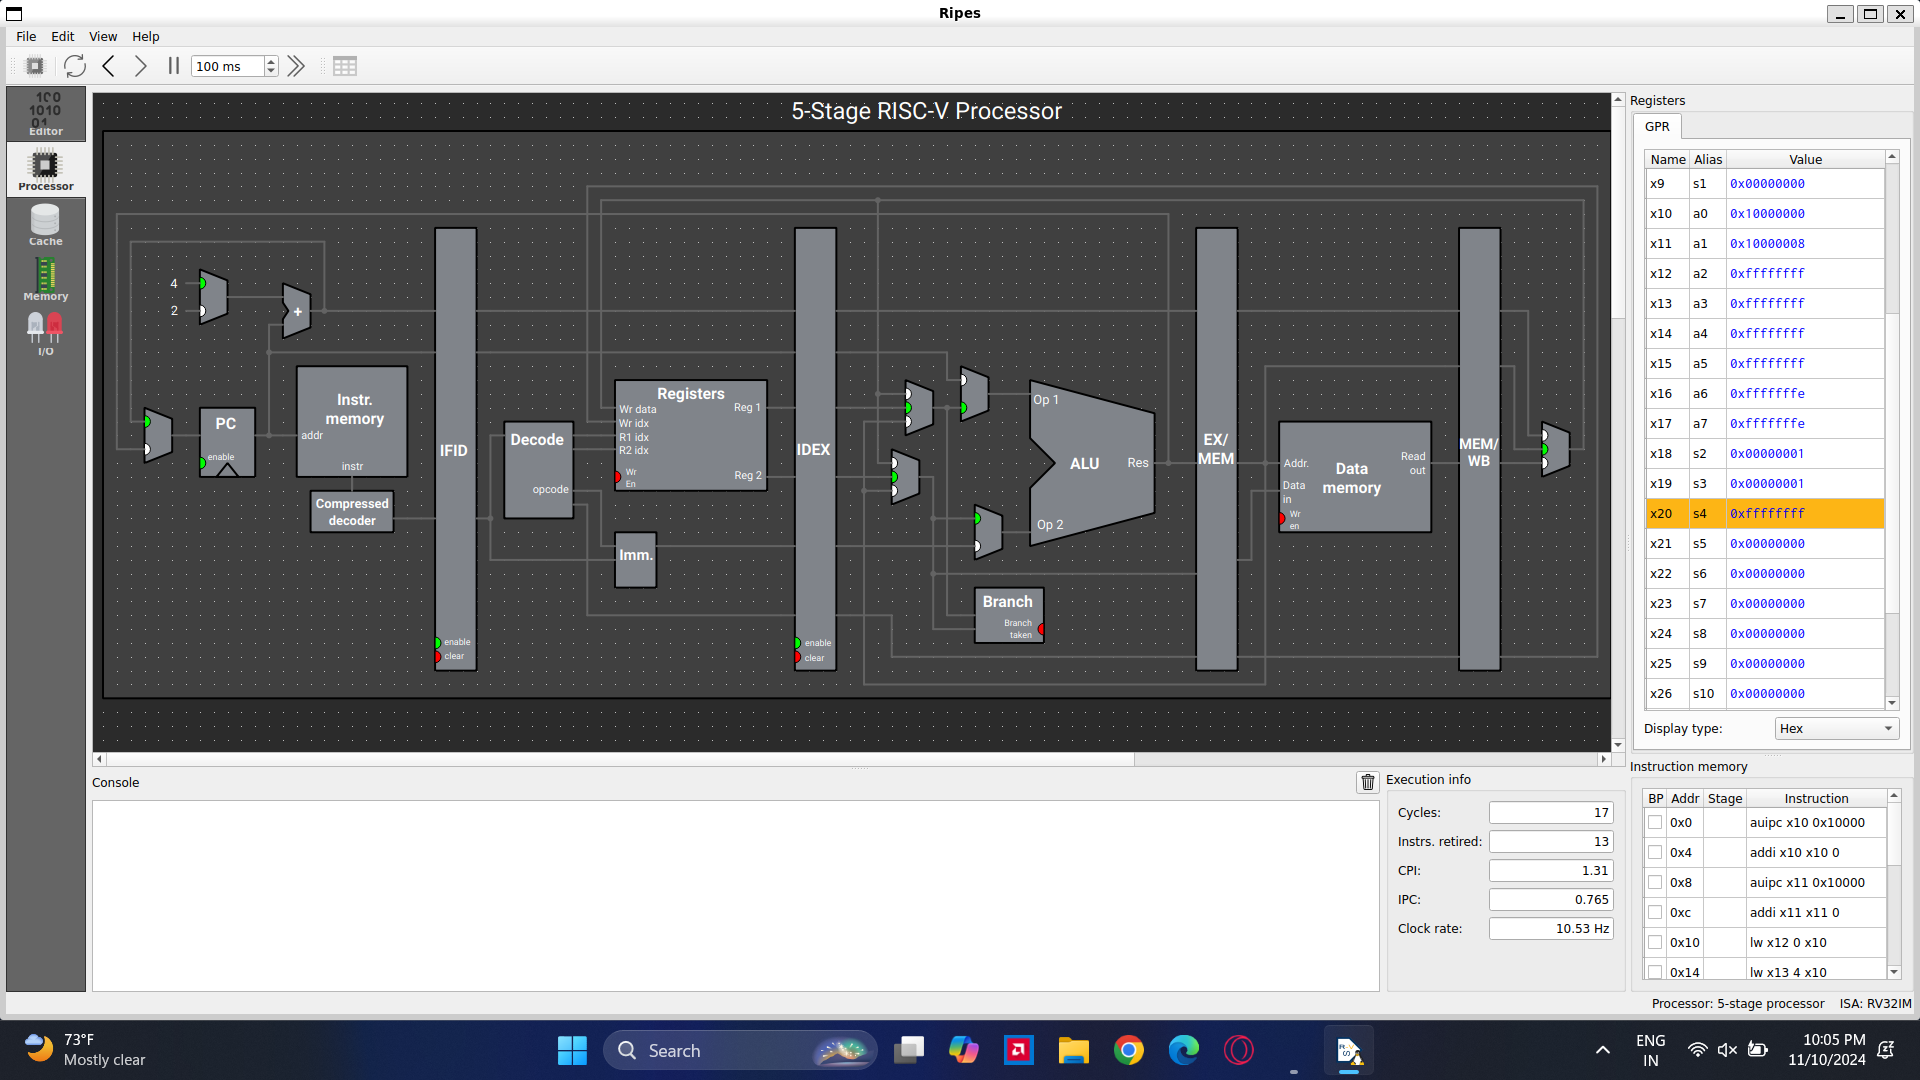 Ripes
File Edit View Help
100 ms
Editor
Processor
Cache
Memory
I/O
5-Stage RISC-V Processor
4
2
+
PC
enable
Instr.
memory
addr
instr
Compressed
decoder
IFID
enable
clear
Decode
opcode
Registers
Wr data
Wr idx
R1 idx
R2 idx
Wr
En
Reg 1
Reg 2
Imm.
IDEX
enable
clear
Op 1
ALU
Res
Op 2
Branch
Branch
taken
EX/
MEM
Addr.
Data
in
Wr
en
Data
memory
Read
out
MEM/
WB
Registers
GPR
Name Alias Value
x9 s1 0x00000000
x10 a0 0x10000000
x11 a1 0x10000008
x12 a2 0xffffffff
x13 a3 0xffffffff
x14 a4 0xffffffff
x15 a5 0xffffffff
x16 a6 0xfffffffe
x17 a7 0xfffffffe
x18 s2 0x00000001
x19 s3 0x00000001
x20 s4 0xffffffff
x21 s5 0x00000000
x22 s6 0x00000000
x23 s7 0x00000000
x24 s8 0x00000000
x25 s9 0x00000000
x26 s10 0x00000000
Display type: Hex
Console
Execution info
Cycles: 17
Instrs. retired: 13
CPI: 1.31
IPC: 0.765
Clock rate: 10.53 Hz
Instruction memory
BP Addr Stage Instruction
0x0 auipc x10 0x10000
0x4 addi x10 x10 0
0x8 auipc x11 0x10000
0xc addi x11 x11 0
0x10 lw x12 0 x10
0x14 lw x13 4 x10
Processor: 5-stage processor ISA: RV32IM
73°F
Mostly clear
Search
ENG
IN
10:05 PM
11/10/2024